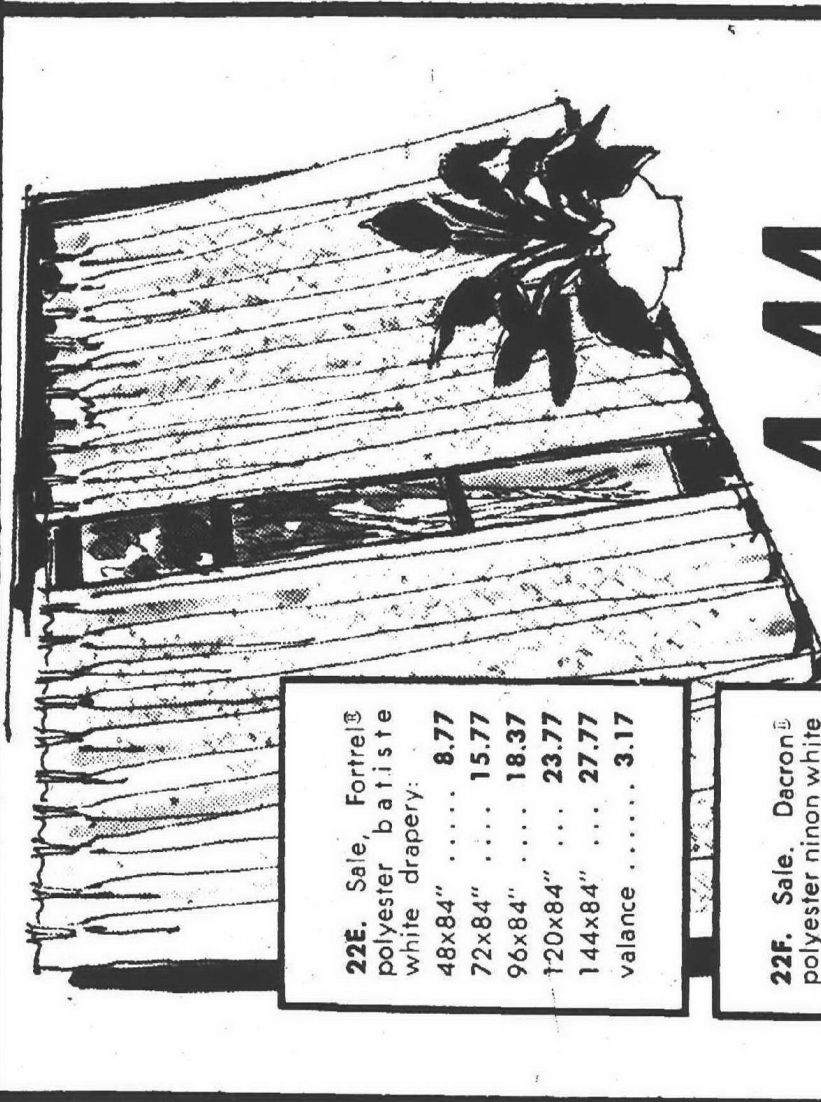 22E. Sale, Fortrel®
polyester batiste
white drapery:
48x84" ..... 8.77
72x84" .... 15.77
96x84" .... 18.37
120x84" ... 23.77
144x84" ... 27.77
valance ...... 3.17
22F. Sale. Dacron®
polyester ninon white